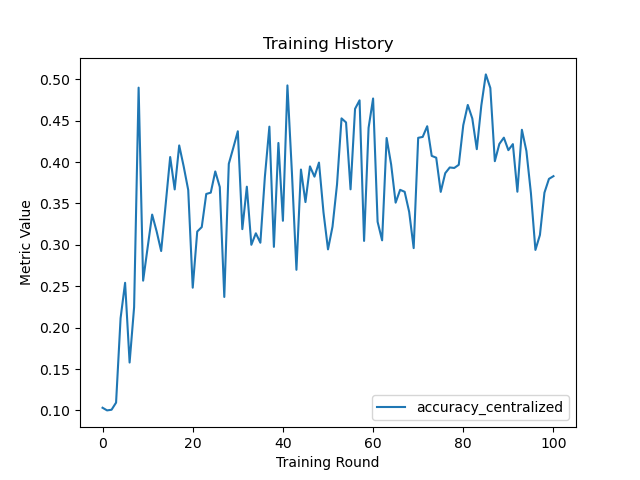 Training History
Metric Value
0.50
0.45
0.40
0.35
0.30
0.25
0.20
0.15
0.10
accuracy_centralized
0 20 40 60 80 100
Training Round